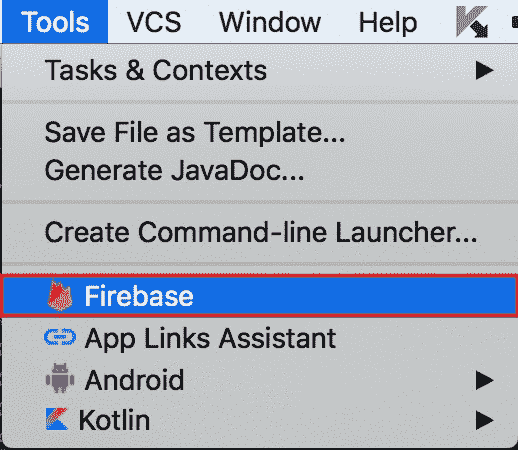 Tools VCS Window Help
Tasks & Contexts
Save File as Template...
Generate JavaDoc...
Create Command-line Launcher...
Firebase
App Links Assistant
Android
Kotlin